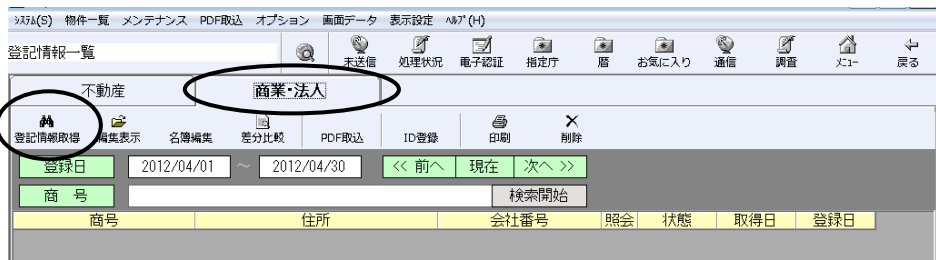 ｼｽﾃﾑ(S) 物件一覧 メンテナンス PDF取込 オプション 画面データ 表示設定 ﾍﾙﾌﾟ(H)
登記情報一覧 未送信 処理状況 電子認証 指定庁 暦 お気に入り 通信 調査 ﾒﾆｭｰ 戻る
不動産 商業・法人
登記情報取得 編集表示 名簿編集 差分比較 PDF取込 ID登録 印刷 削除
登録日 2012/04/01 ～ 2012/04/30 << 前へ 現在 次へ >>
商 号 検索開始
商号 住所 会社番号 照会 状態 取得日 登録日